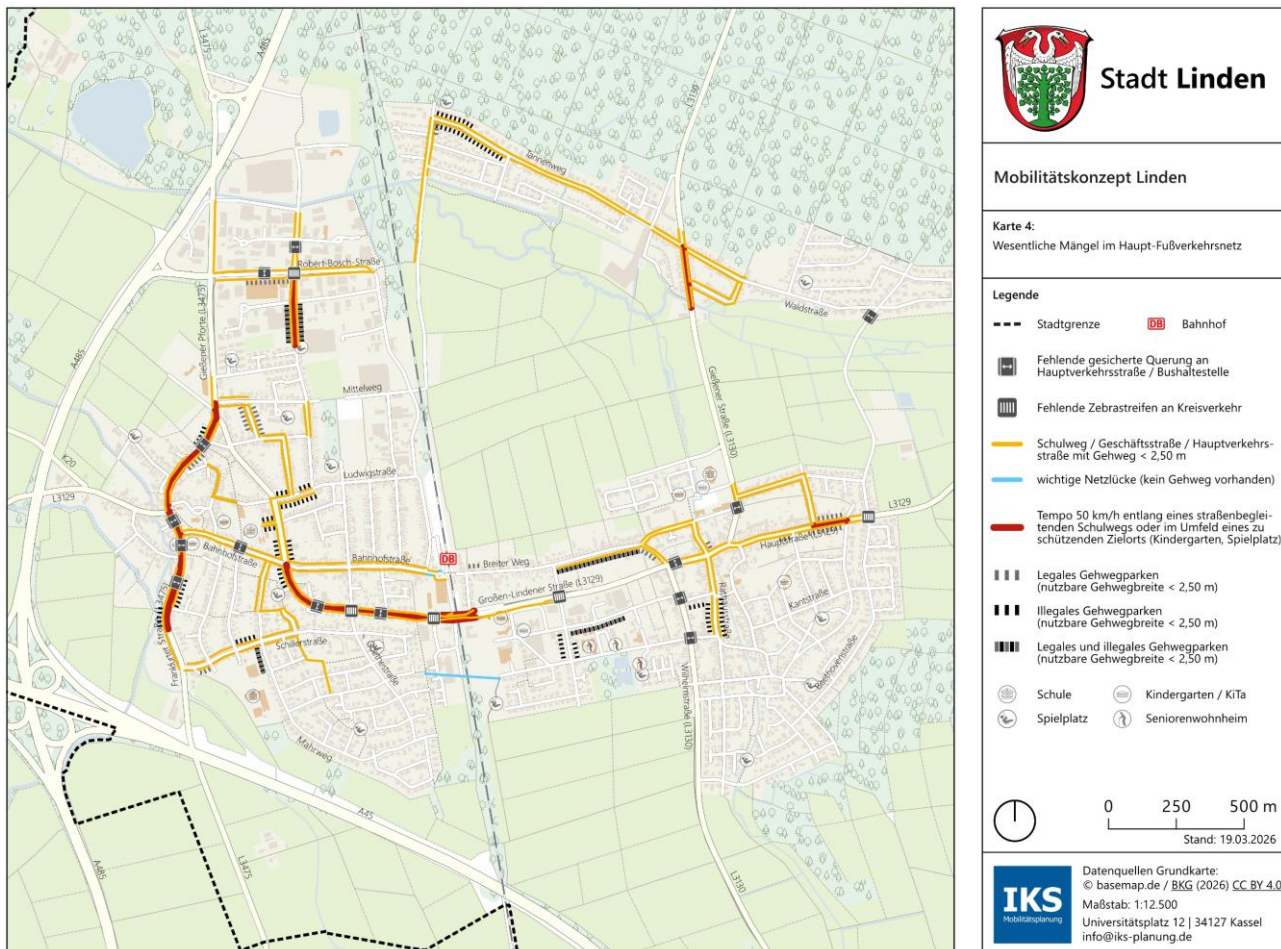 L3475
A485
L3130
Tannenweg
Robert-Bosch-Straße
Gießener Pforte (L3475)
Waldstraße
A485
Mittelweg
Gießener Straße (L3130)
K20
Ludwigstraße
L3129
L3129
Bahnhofstraße
Bahnhofstraße
DB
Breiter Weg
Hauptstraße (L3129)
Großen-Lindener Straße (L3129)
Kantstraße
Schillerstraße
Beethovenstraße
Wilhelmstraße (L3130)
Mahrweg
A45
A485
L3475
L3130
Stadt Linden
Mobilitätskonzept Linden
Karte 4:
Wesentliche Mängel im Haupt-Fußverkehrsnetz
Legende
Stadtgrenze
DB Bahnhof
Fehlende gesicherte Querung an
Hauptverkehrsstraße / Bushaltestelle
Fehlende Zebrastreifen an Kreisverkehr
Schulweg / Geschäftsstraße / Hauptverkehrs-
straße mit Gehweg < 2,50 m
wichtige Netzlücke (kein Gehweg vorhanden)
Tempo 50 km/h entlang eines straßenbeglei-
tenden Schulwegs oder im Umfeld eines zu
schützenden Zielorts (Kindergarten, Spielplatz)
Legales Gehwegparken
(nutzbare Gehwegbreite < 2,50 m)
Illegales Gehwegparken
(nutzbare Gehwegbreite < 2,50 m)
Legales und illegales Gehwegparken
(nutzbare Gehwegbreite < 2,50 m)
Schule
Kindergarten / KiTa
Spielplatz
Seniorenwohnheim
0 250 500 m
Stand: 19.03.2026
IKS
Mobilitätsplanung
Datenquellen Grundkarte:
© basemap.de / BKG (2026) CC BY 4.0
Maßstab: 1:12.500
Universitätsplatz 12 | 34127 Kassel
info@iks-planung.de